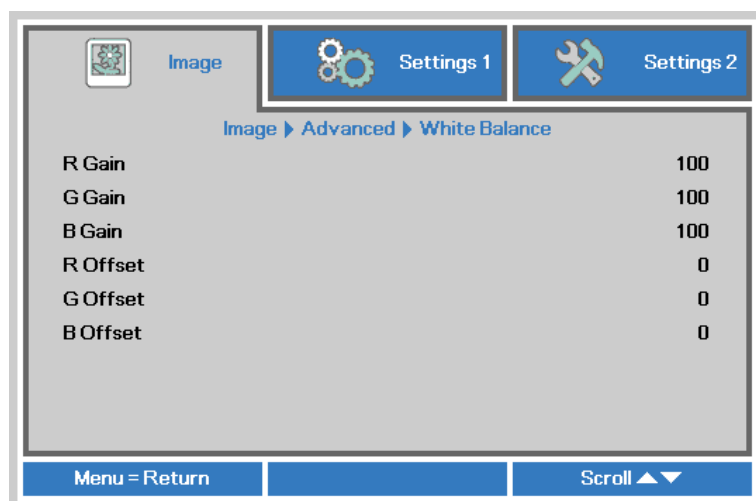 Image
Settings 1
Settings 2
Image ▶ Advanced ▶ White Balance
R Gain 100
G Gain 100
B Gain 100
R Offset 0
G Offset 0
B Offset 0
Menu = Return
Scroll ▲▼